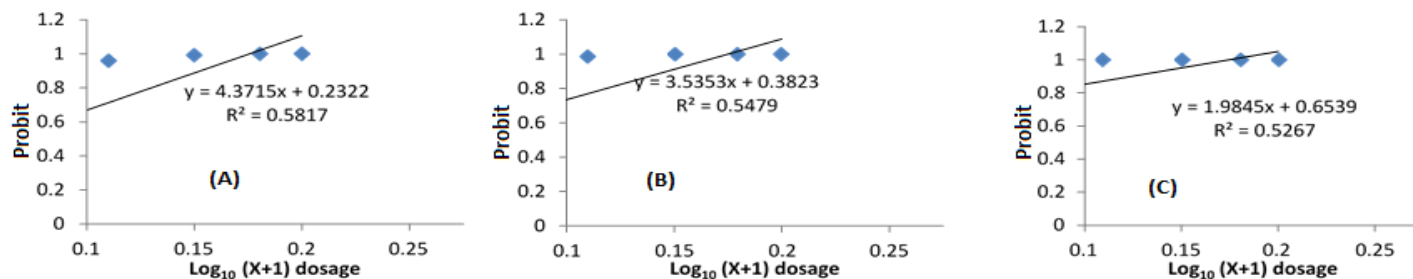 1.2
1
0.8
0.6
0.4
0.2
0
Probit
y = 4.3715x + 0.2322
R² = 0.5817
(A)
0.1 0.15 0.2 0.25
Log₁₀ (X+1) dosage
1.2
1
0.8
0.6
0.4
0.2
0
Probit
y = 3.5353x + 0.3823
R² = 0.5479
(B)
0.1 0.15 0.2 0.25
Log₁₀ (X+1) dosage
1.2
1
0.8
0.6
0.4
0.2
0
Probit
y = 1.9845x + 0.6539
R² = 0.5267
(C)
0.1 0.15 0.2 0.25
Log₁₀ (X+1) dosage